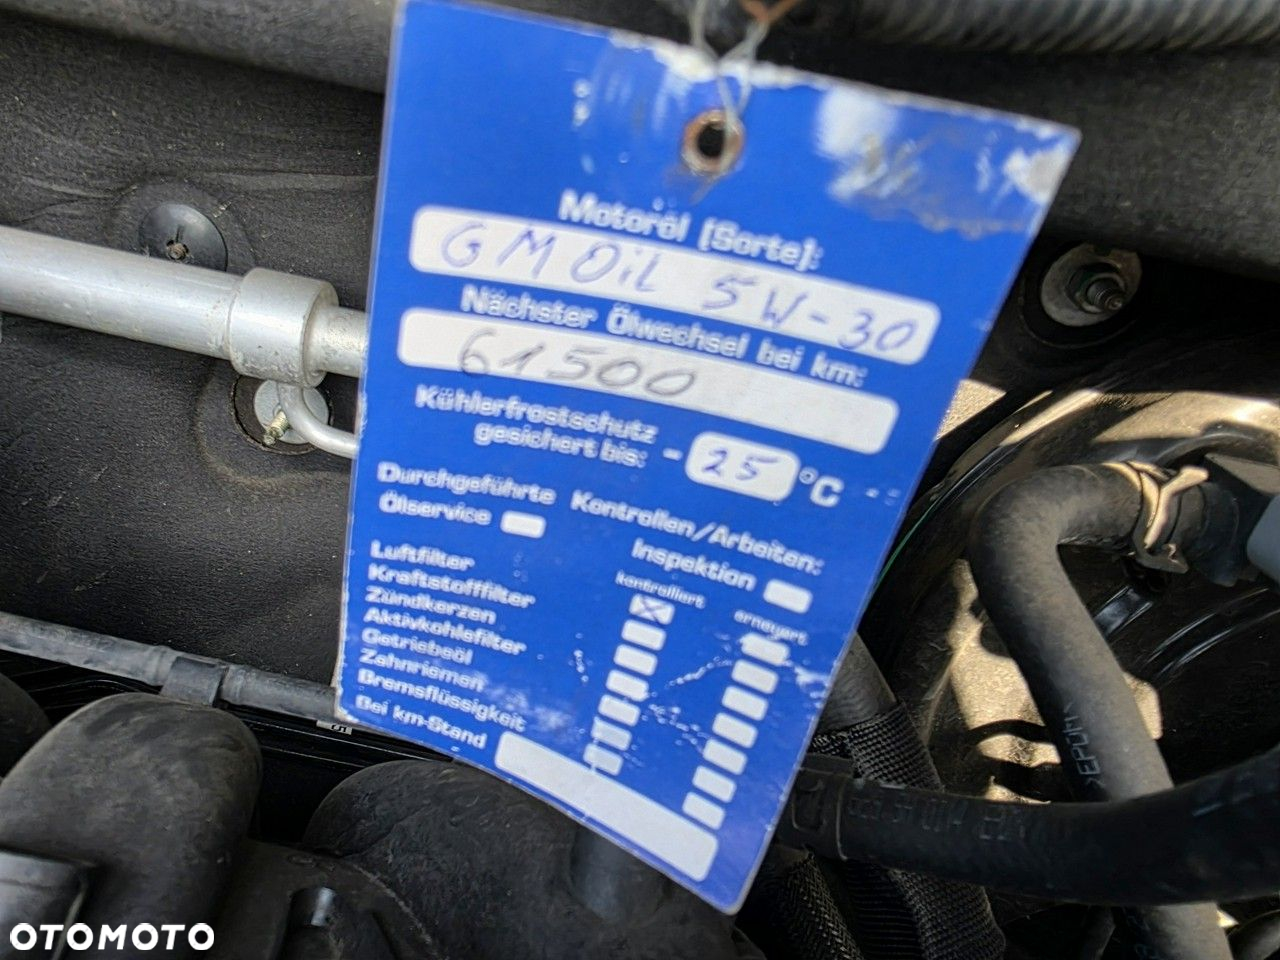 Motoröl (Sorte):
GM OiL 5W-30
Nächster Ölwechsel bei km:
61500
Kühlerfrostschutz
gesichert bis: - 25 °C
Durchgeführte Kontrollen/Arbeiten:
Ölservice Inspektion
kontrolliert erneuert
Luftfilter
Kraftstofffilter
Zündkerzen
Aktivkohlefilter
Getriebeöl
Zahnriemen
Bremsflüssigkeit
Bei km-Stand
OTOMOTO